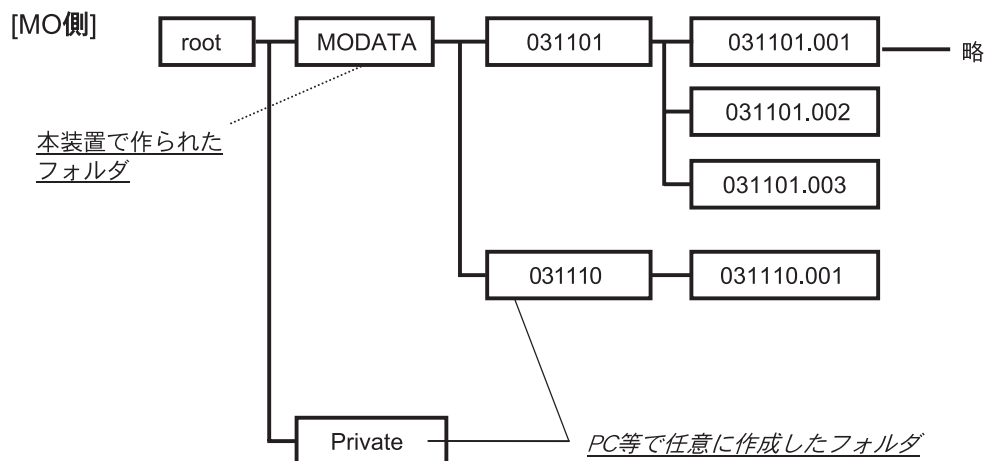 [MO側]
root
MODATA
031101
031101.001
略
031101.002
本装置で作られた
フォルダ
031101.003
031110
031110.001
Private
PC等で任意に作成したフォルダ